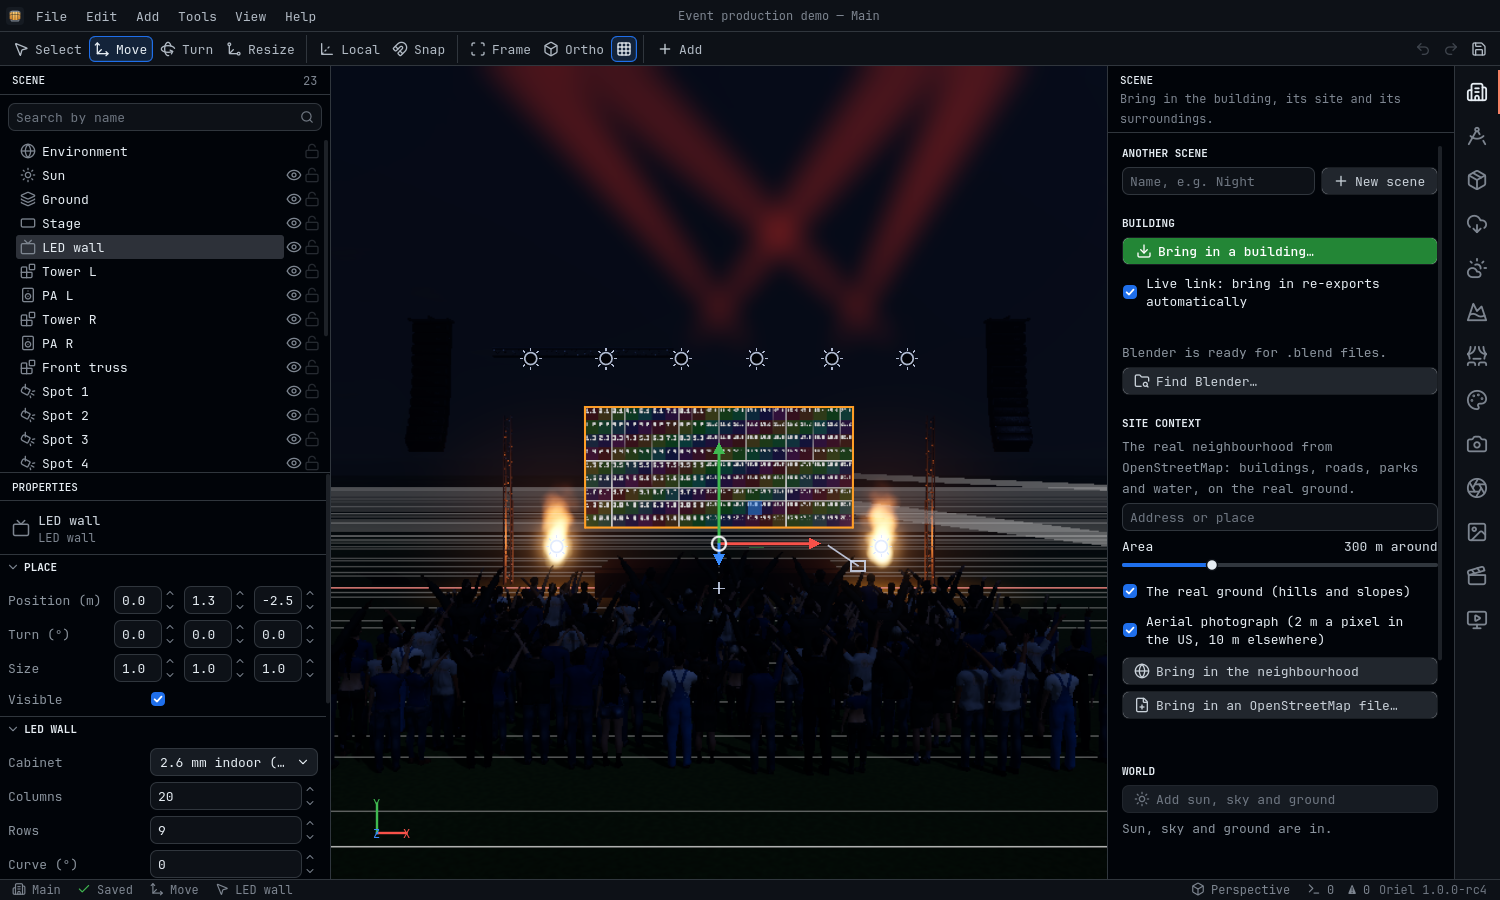 File Edit Add Tools View Help
Event production demo — Main
Select Move Turn Resize Local Snap Frame Ortho Add
SCENE 23
Search by name
Environment
Sun
Ground
Stage
LED wall
Tower L
PA L
Tower R
PA R
Front truss
Spot 1
Spot 2
Spot 3
Spot 4
PROPERTIES
LED wall
LED wall
PLACE
Position (m) 0.0 1.3 -2.5
Turn (°) 0.0 0.0 0.0
Size 1.0 1.0 1.0
Visible
LED WALL
Cabinet 2.6 mm indoor (…
Columns 20
Rows 9
Curve (°) 0
Y
Z X
SCENE
Bring in the building, its site and its
surroundings.
ANOTHER SCENE
Name, e.g. Night New scene
BUILDING
Bring in a building…
Live link: bring in re-exports
automatically
Blender is ready for .blend files.
Find Blender…
SITE CONTEXT
The real neighbourhood from
OpenStreetMap: buildings, roads, parks
and water, on the real ground.
Address or place
Area 300 m around
The real ground (hills and slopes)
Aerial photograph (2 m a pixel in
the US, 10 m elsewhere)
Bring in the neighbourhood
Bring in an OpenStreetMap file…
WORLD
Add sun, sky and ground
Sun, sky and ground are in.
Main Saved Move LED wall
Perspective 0 0 Oriel 1.0.0-rc4